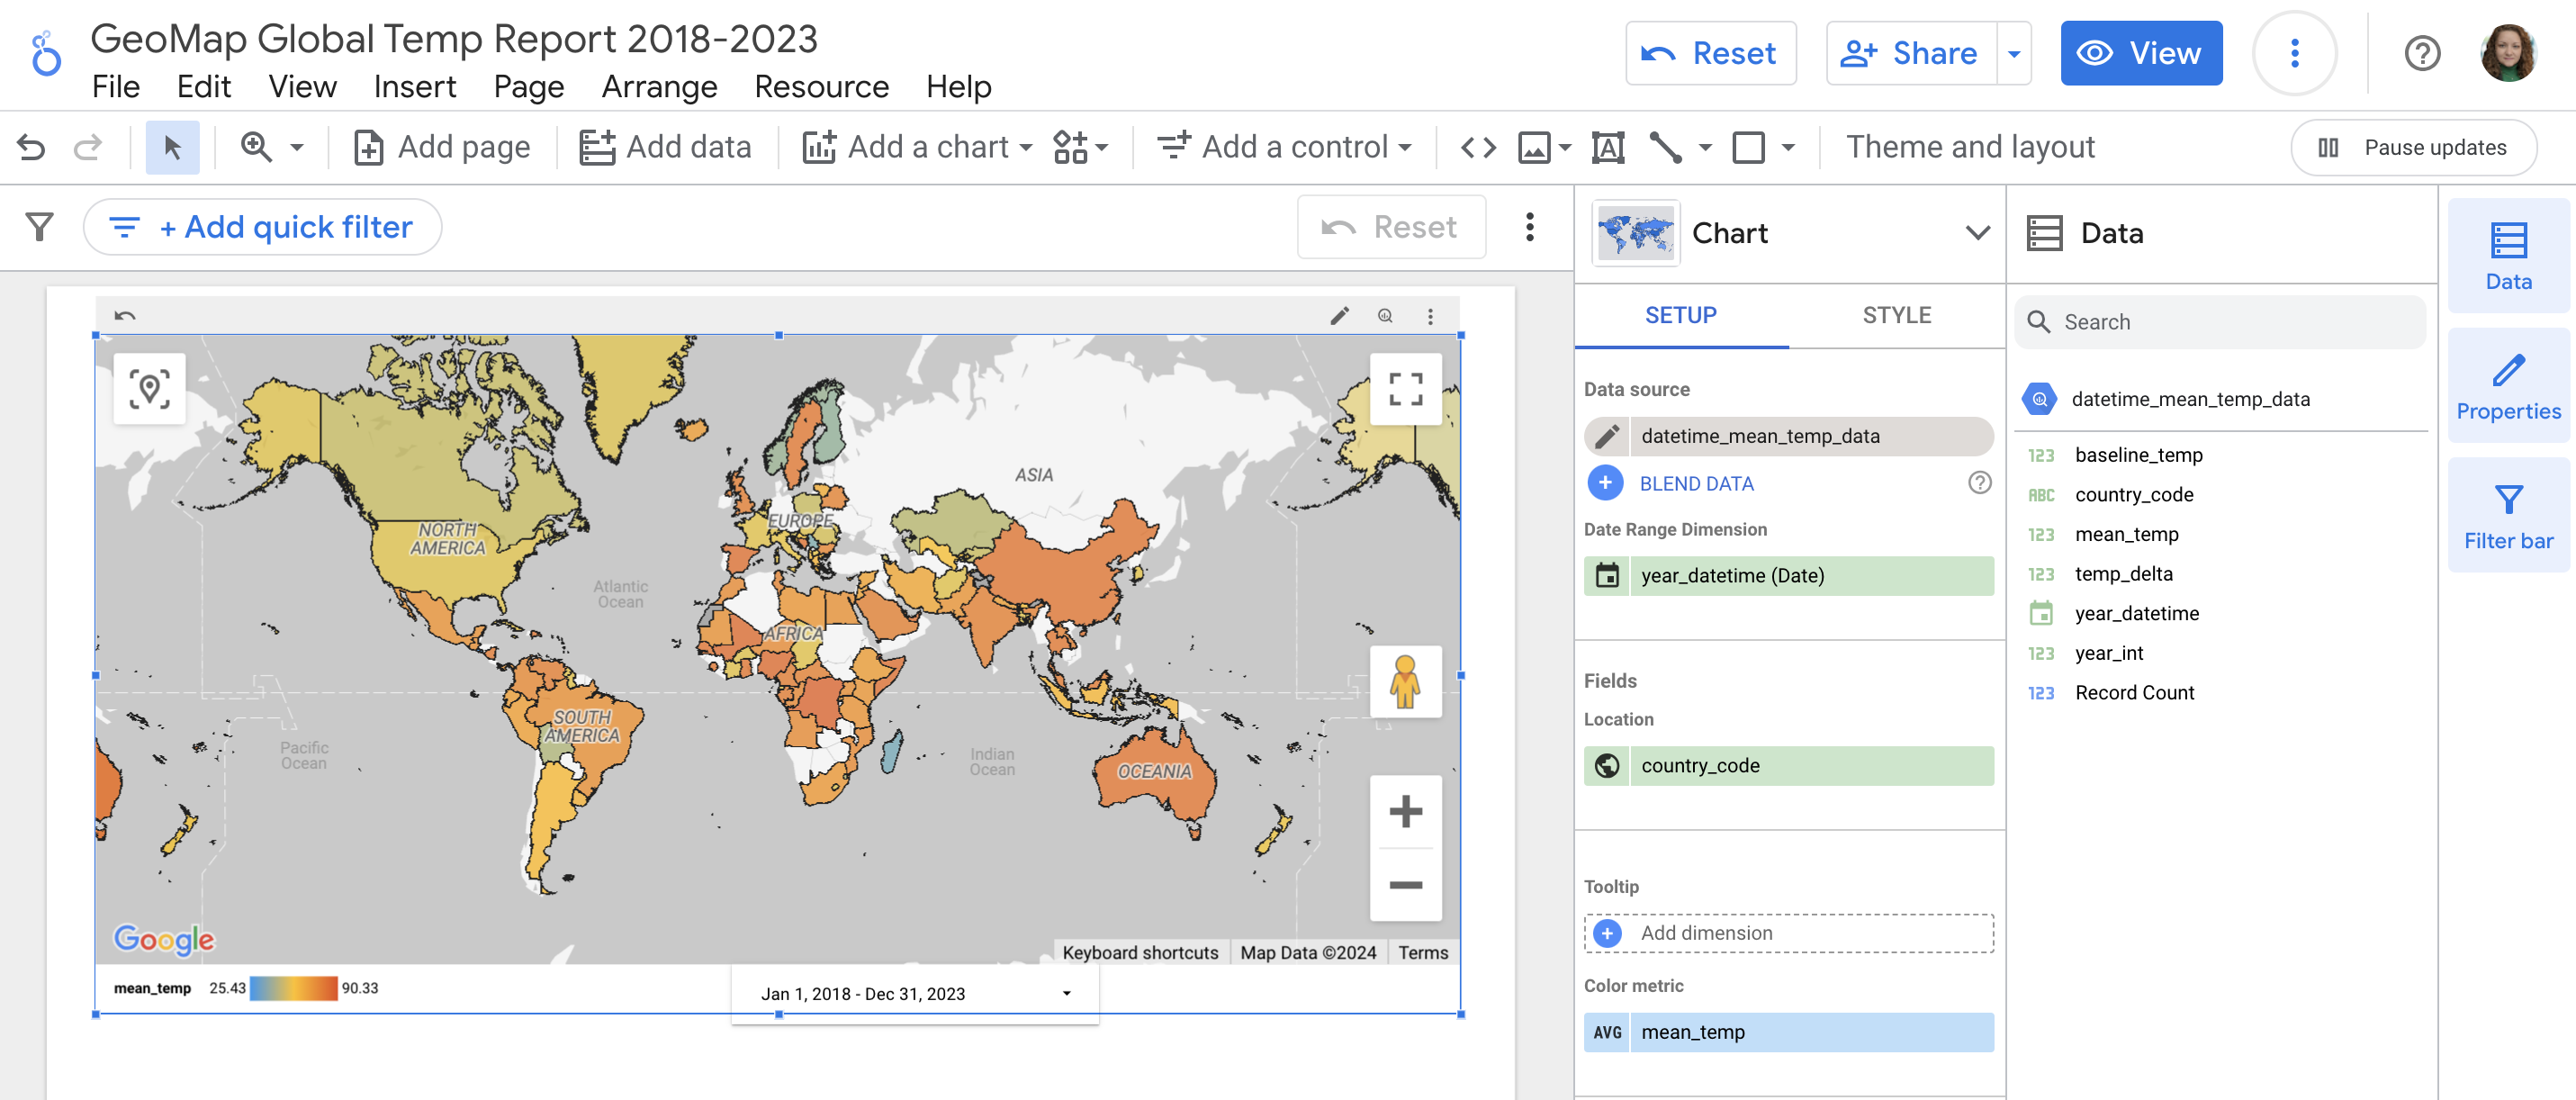 GeoMap Global Temp Report 2018-2023
File Edit View Insert Page Arrange Resource Help
Reset
Share
View
Add page
Add data
Add a chart
Add a control
Theme and layout
Pause updates
+ Add quick filter
Reset
NORTH
AMERICA
Atlantic
Ocean
EUROPE
ASIA
AFRICA
SOUTH
AMERICA
Pacific
Ocean
Indian
Ocean
OCEANIA
Google
Keyboard shortcuts
Map Data ©2024
Terms
mean_temp 25.43 90.33
Jan 1, 2018 - Dec 31, 2023
Chart
SETUP
STYLE
Data source
datetime_mean_temp_data
BLEND DATA
Date Range Dimension
year_datetime (Date)
Fields
Location
country_code
Tooltip
Add dimension
Color metric
AVG mean_temp
Data
Search
datetime_mean_temp_data
123 baseline_temp
ABC country_code
123 mean_temp
123 temp_delta
year_datetime
123 year_int
123 Record Count
Data
Properties
Filter bar